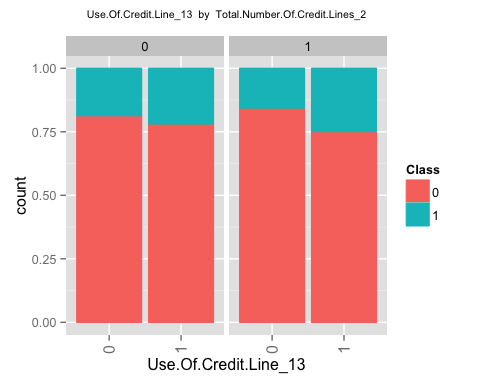 Use.Of.Credit.Line_13 by Total.Number.Of.Credit.Lines_2
0 1
1.00
0.75
0.50
0.25
0.00
count
0 1 0 1
Use.Of.Credit.Line_13
Class
0
1